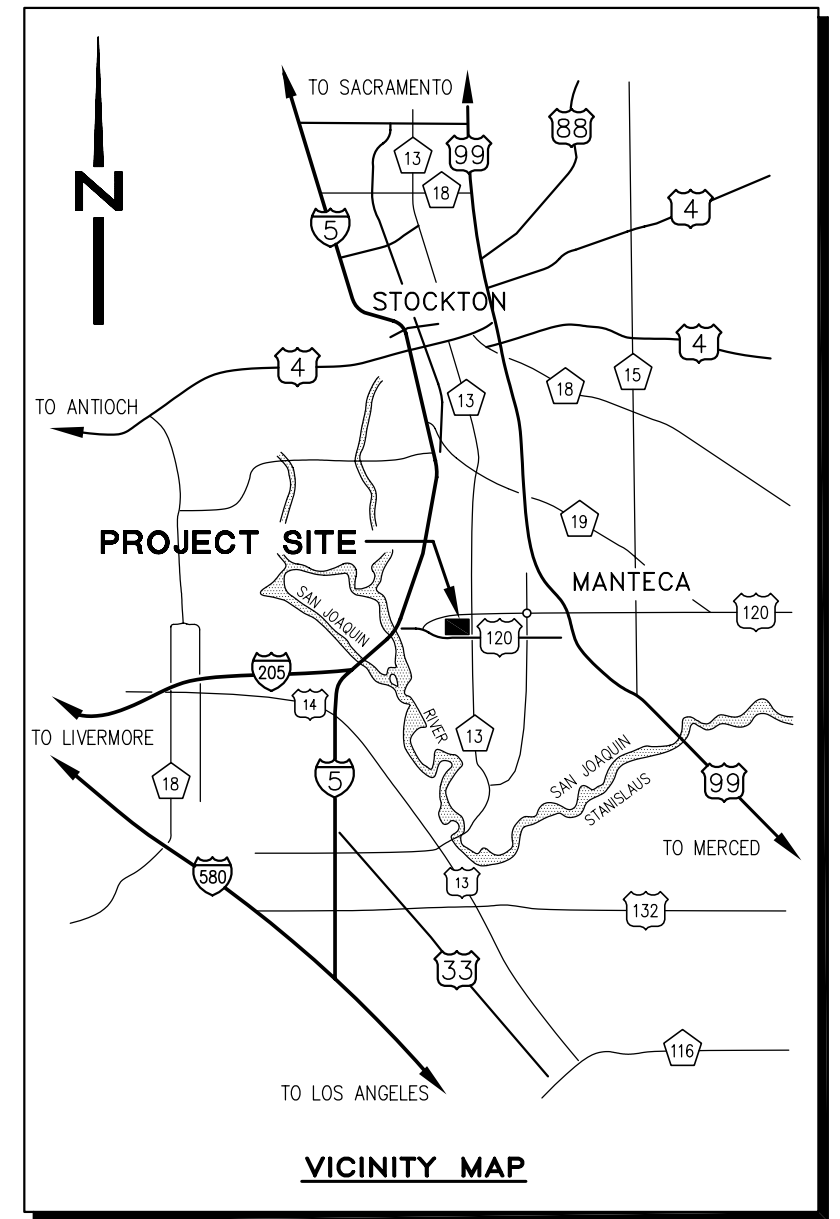 TO SACRAMENTO
N
13
99
88
18
4
5
STOCKTON
4
4
15
18
13
TO ANTIOCH
19
PROJECT SITE
MANTECA
SAN JOAQUIN
120
120
205
14
RIVER
13
TO LIVERMORE
18
5
SAN JOAQUIN
STANISLAUS
99
TO MERCED
580
13
132
33
116
TO LOS ANGELES
VICINITY MAP